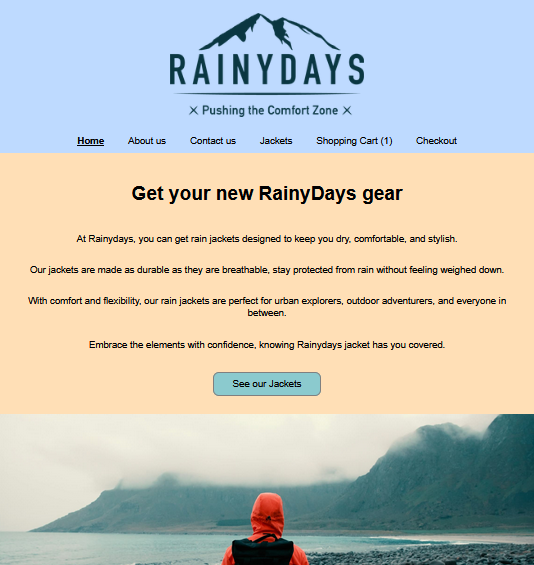 RAINYDAYS
Pushing the Comfort Zone
Home About us Contact us Jackets Shopping Cart (1) Checkout
Get your new RainyDays gear
At Rainydays, you can get rain jackets designed to keep you dry, comfortable, and stylish.
Our jackets are made as durable as they are breathable, stay protected from rain without feeling weighed down.
With comfort and flexibility, our rain jackets are perfect for urban explorers, outdoor adventurers, and everyone in
between.
Embrace the elements with confidence, knowing Rainydays jacket has you covered.
See our Jackets